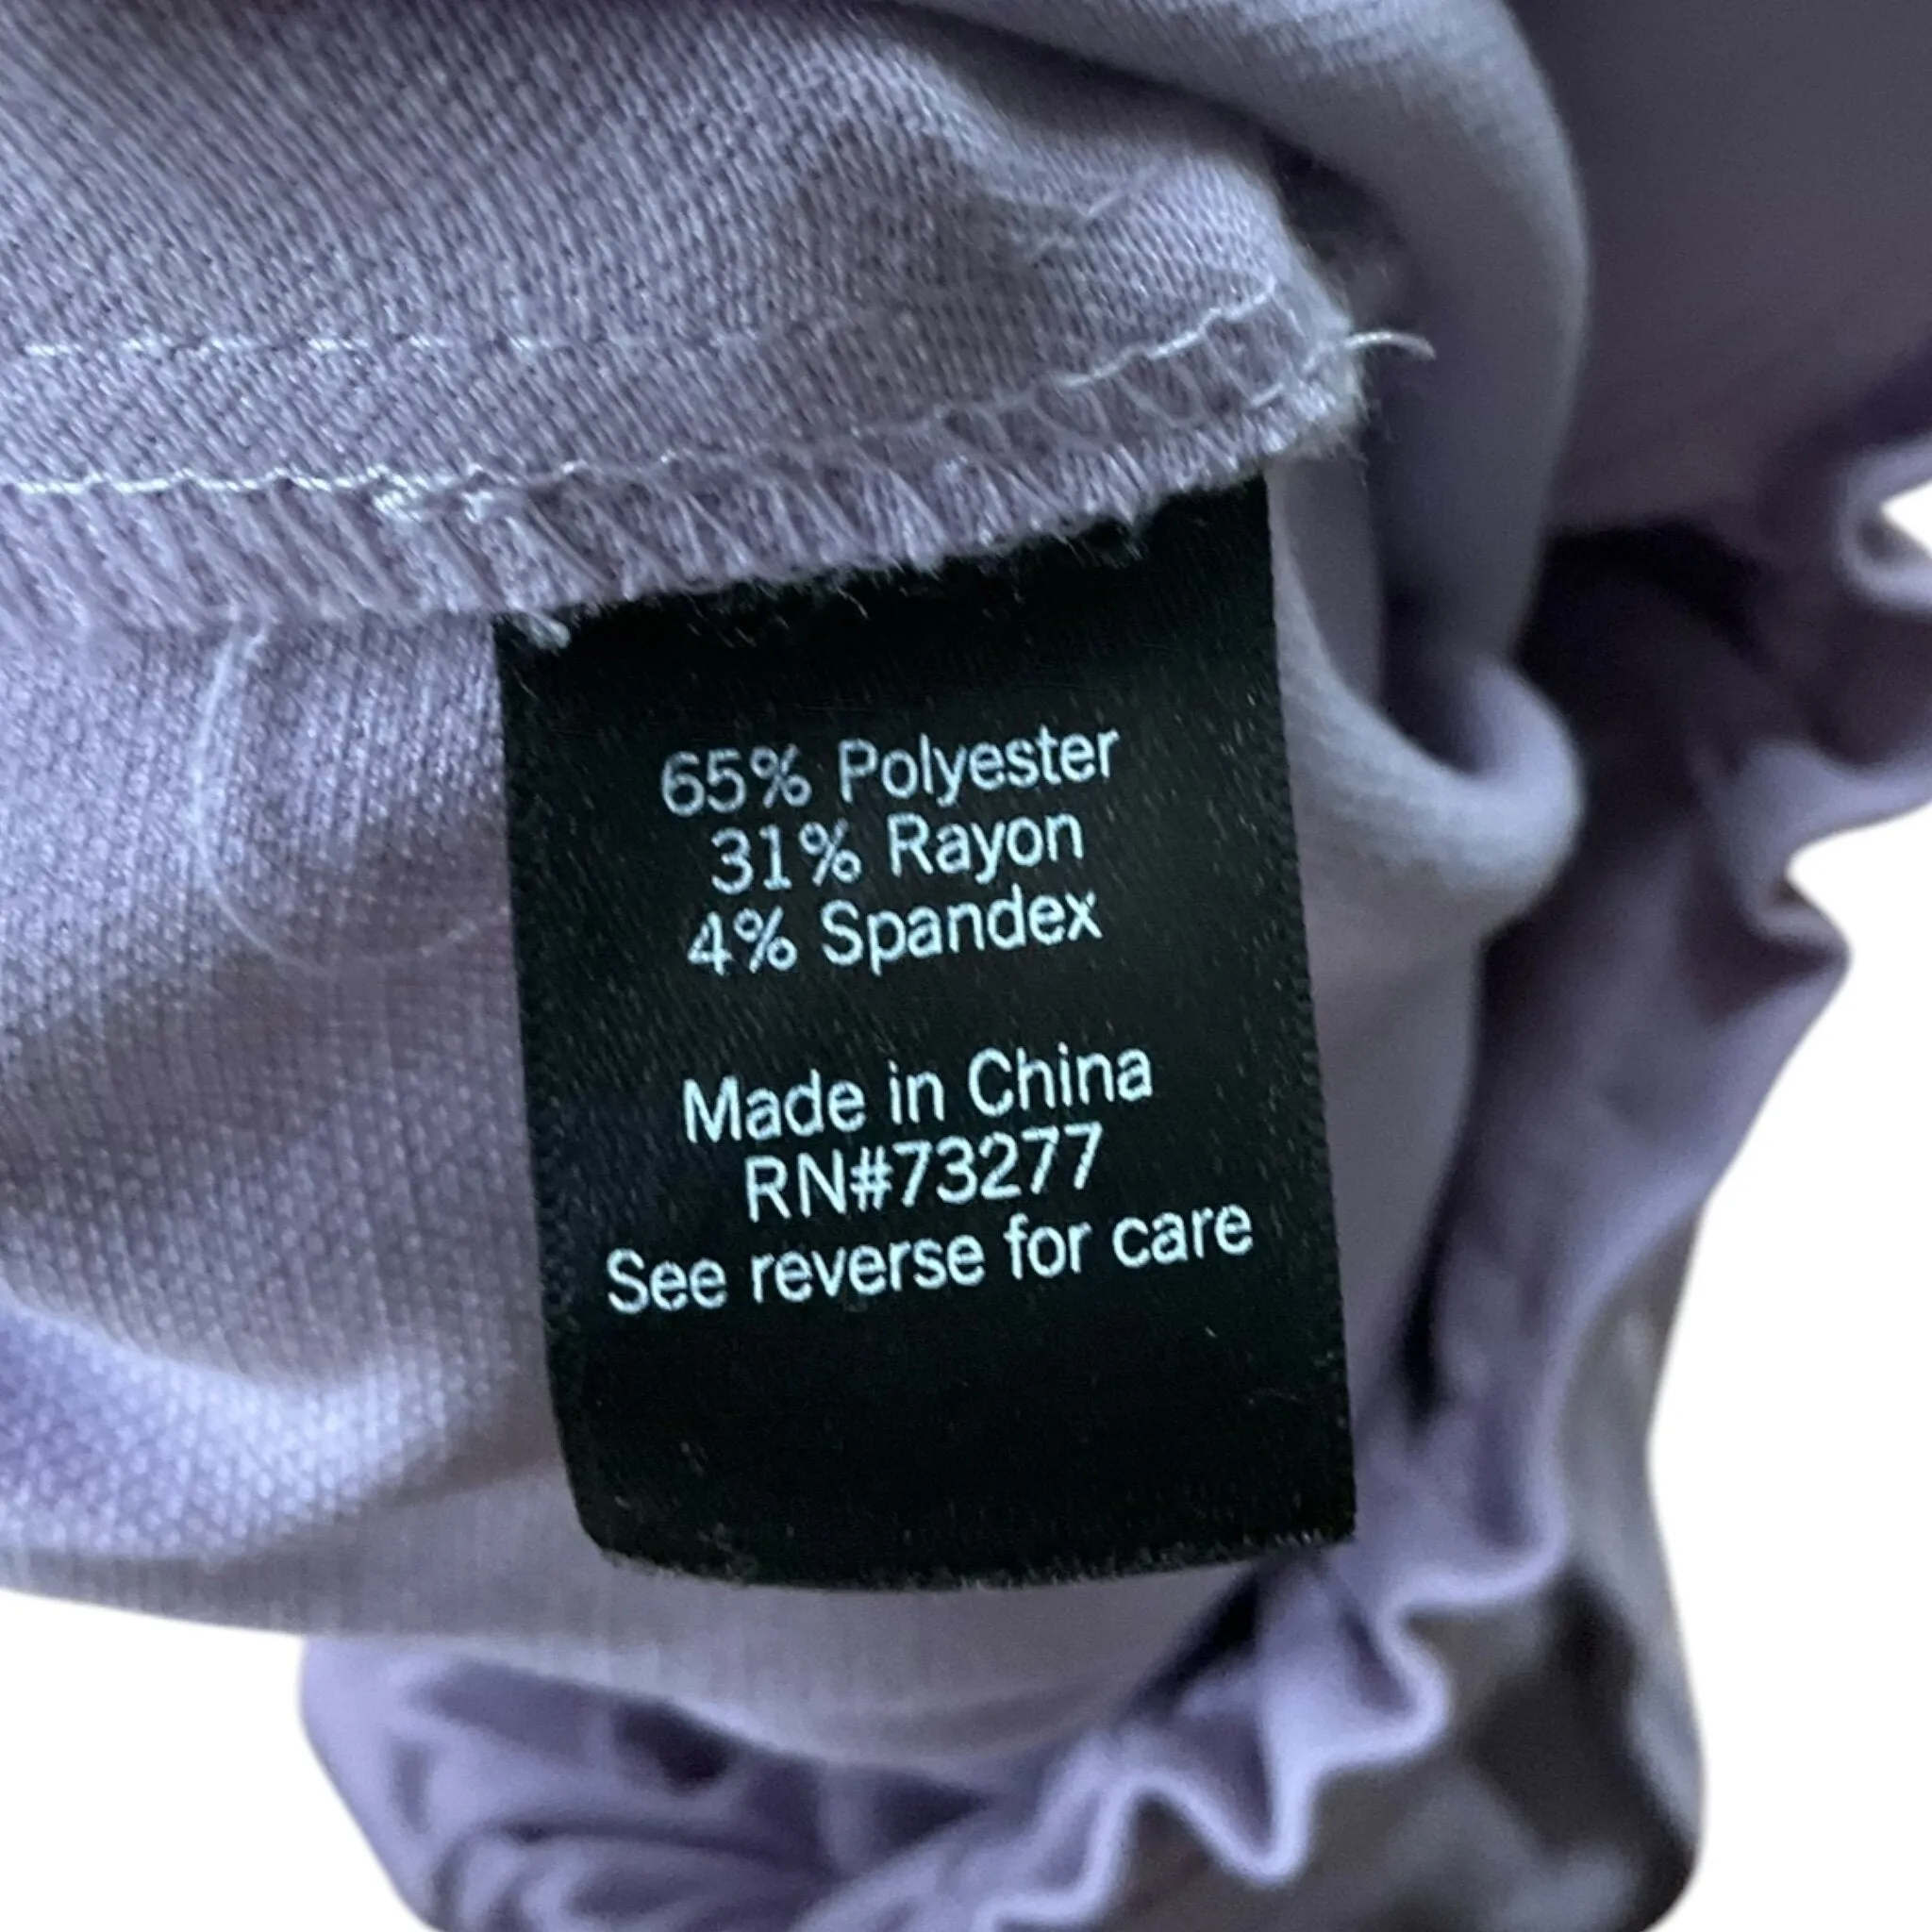 65% Polyester
31% Rayon
4% Spandex
Made in China
RN#73277
See reverse for care